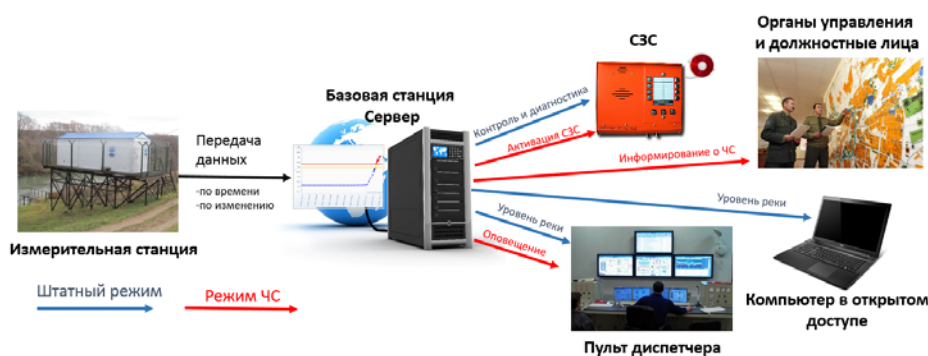 Органы управления
и должностные лица
СЗС
Базовая станция
Сервер
Контроль и диагностика
Активация СЗС
Передача
данных
-по времени
-по изменению
Информирование о ЧС
Уровень реки
Уровень реки
Оповещение
Измерительная станция
Штатный режим
Режим ЧС
Компьютер в открытом
доступе
Пульт диспетчера